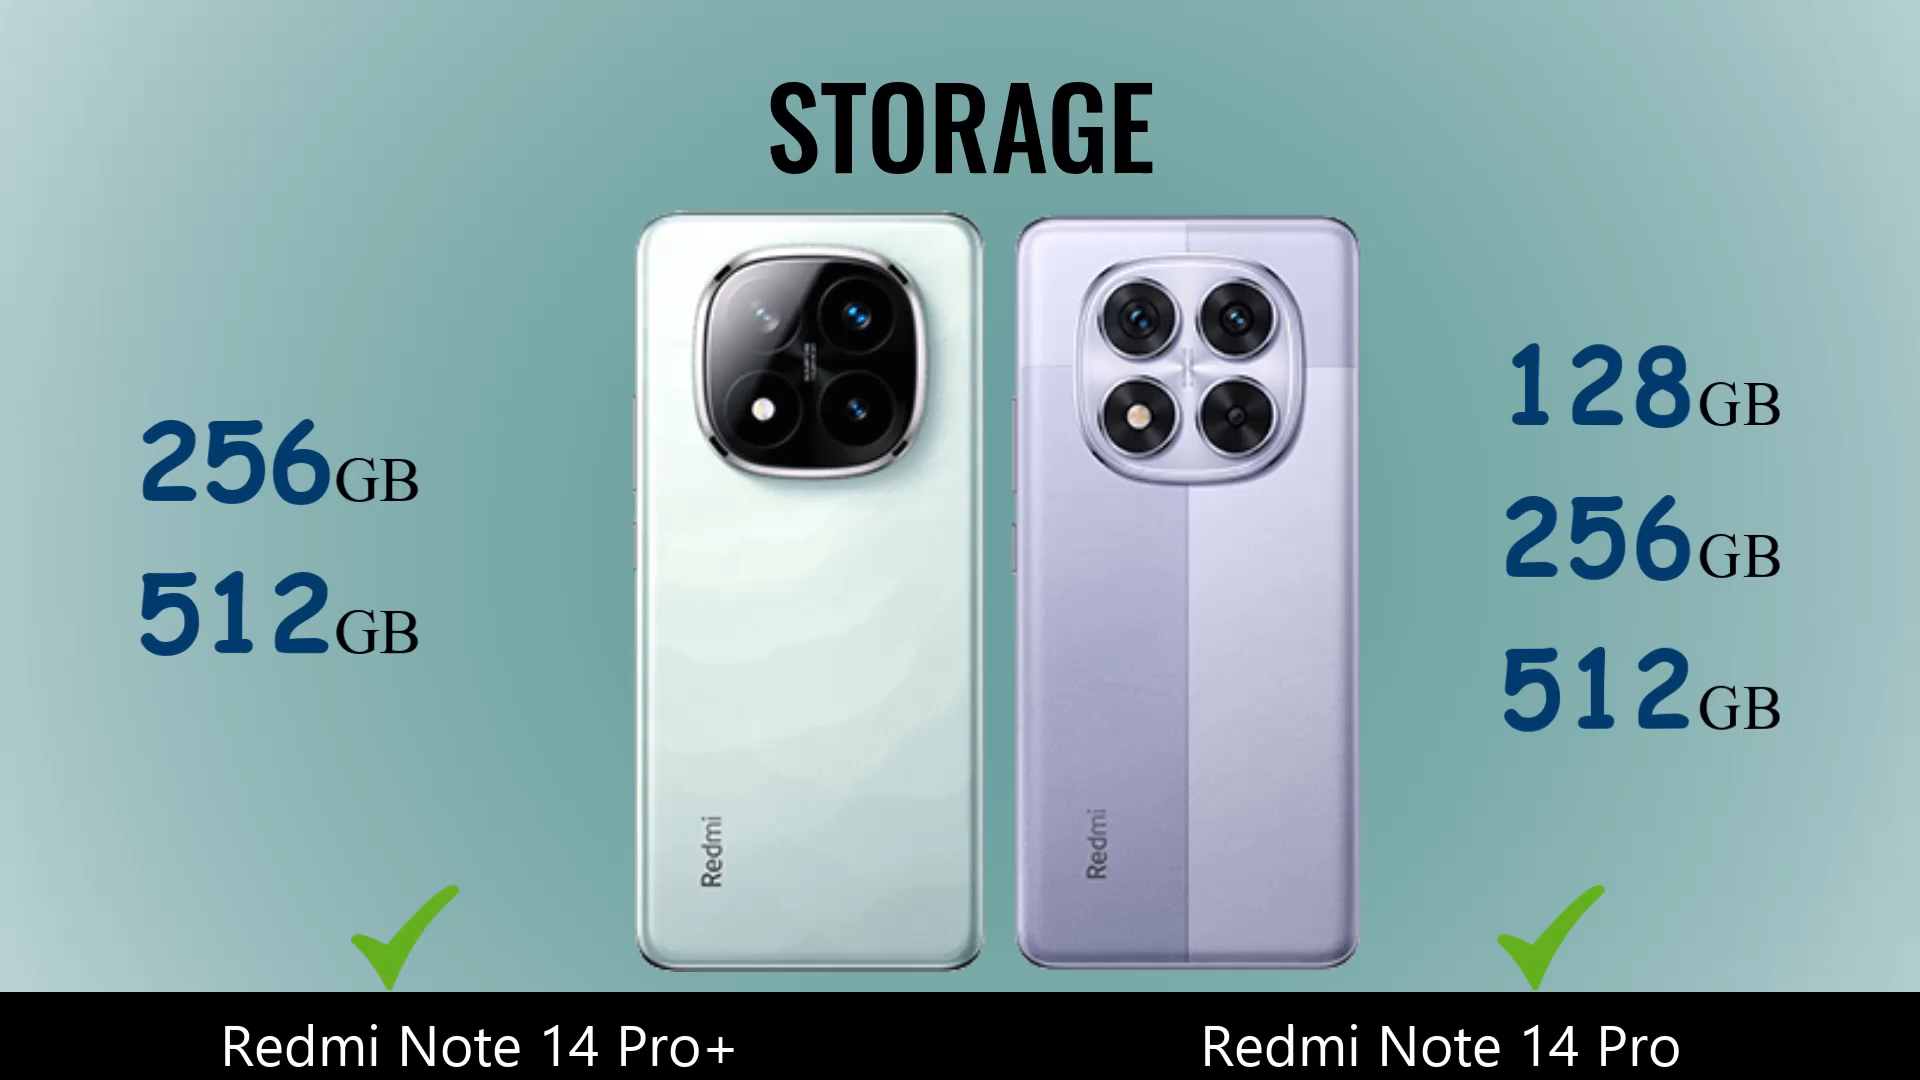 STORAGE
256GB
512GB
128GB
256GB
512GB
Redmi
Redmi
Redmi Note 14 Pro+
Redmi Note 14 Pro